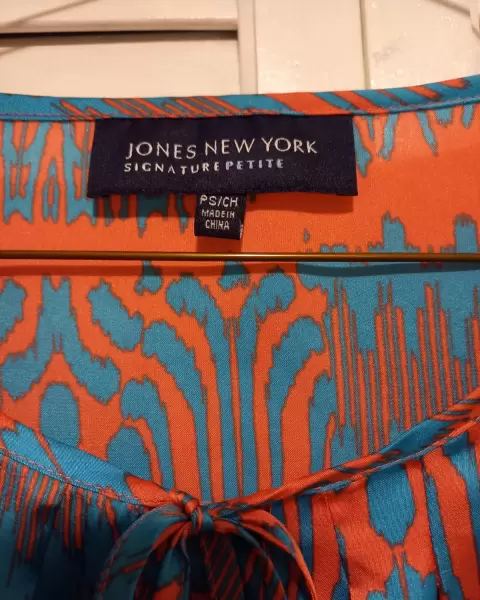 JONES NEW YORK
SIGNATURE PETITE
PS/CH
MADE IN
CHINA